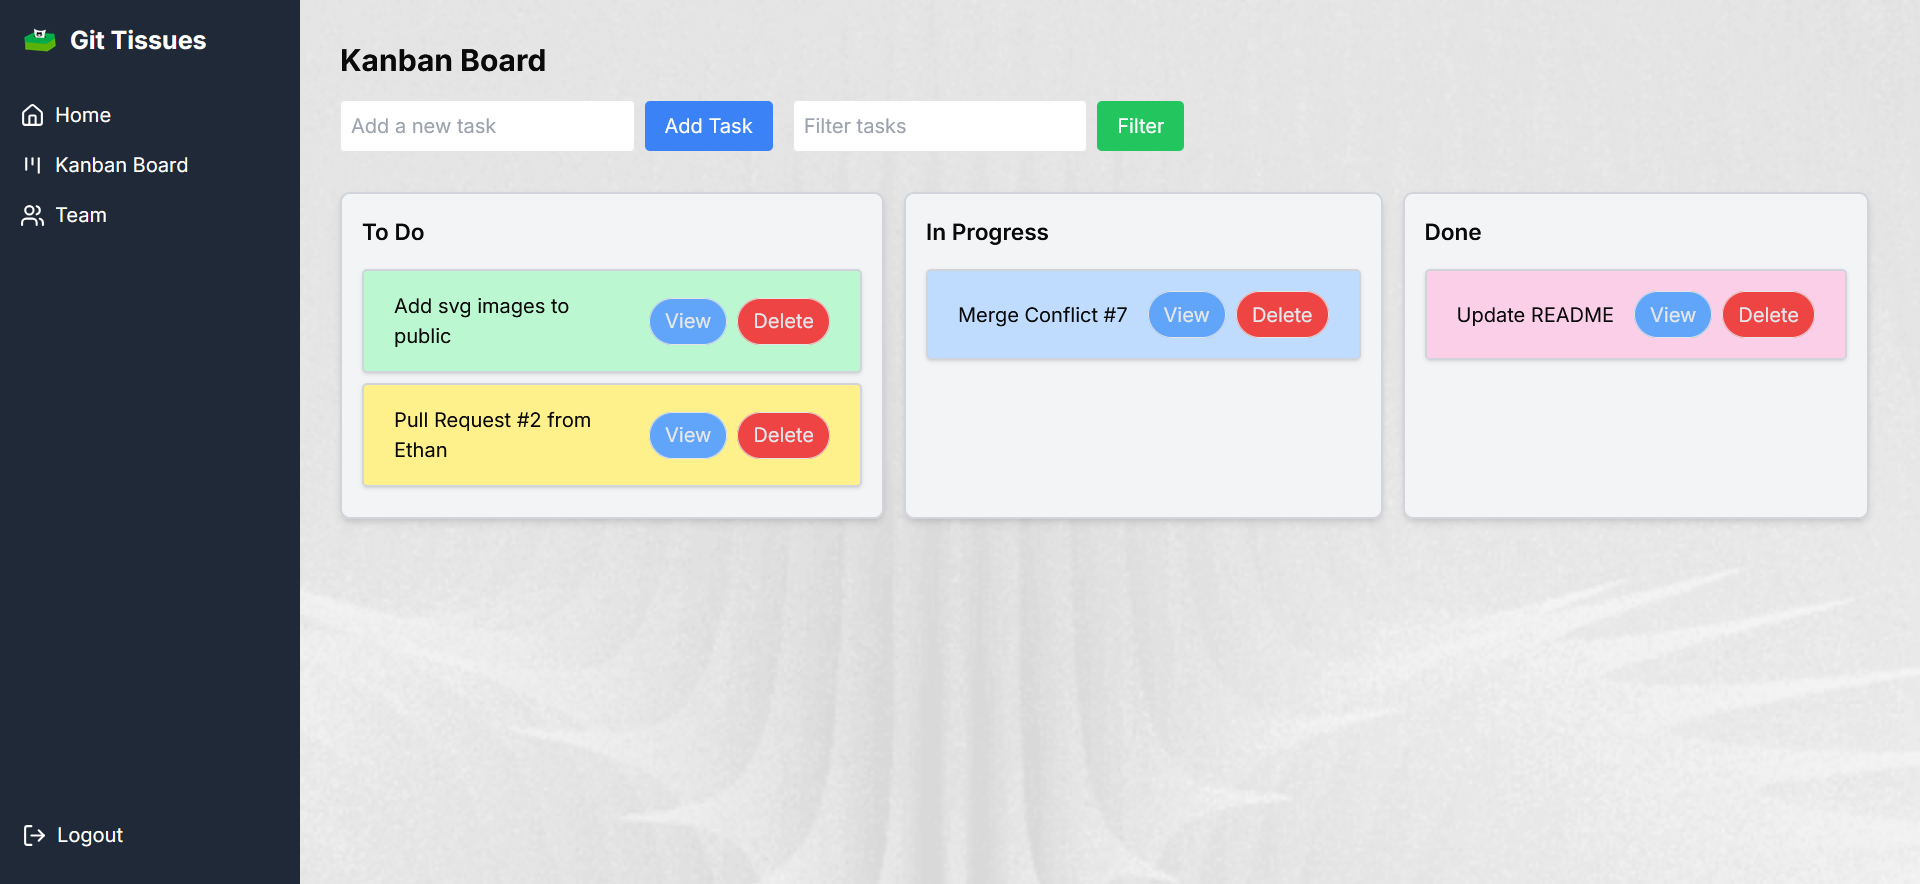 Git Tissues
Home
Kanban Board
Team
Logout
Kanban Board
Add a new task
Add Task
Filter tasks
Filter
To Do
Add svg images to
public
View
Delete
Pull Request #2 from
Ethan
View
Delete
In Progress
Merge Conflict #7
View
Delete
Done
Update README
View
Delete